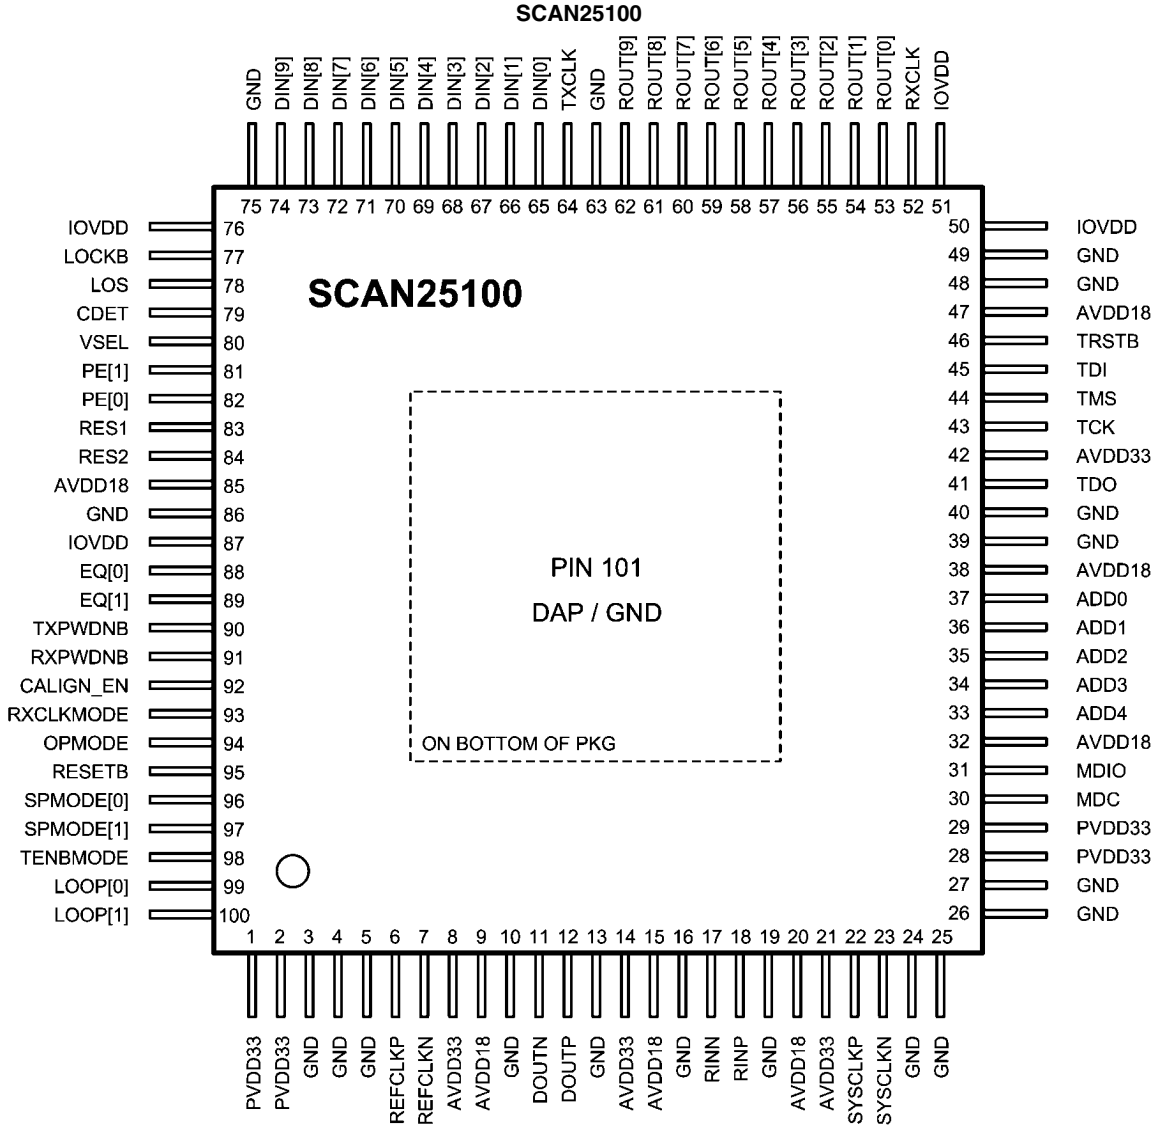 SCAN25100
GND DIN[9] DIN[8] DIN[7] DIN[6] DIN[5] DIN[4] DIN[3] DIN[2] DIN[1] DIN[0] TXCLK GND ROUT[9] ROUT[8] ROUT[7] ROUT[6] ROUT[5] ROUT[4] ROUT[3] ROUT[2] ROUT[1] ROUT[0] RXCLK IOVDD
75 74 73 72 71 70 69 68 67 66 65 64 63 62 61 60 59 58 57 56 55 54 53 52 51
IOVDD 76 50 IOVDD
LOCKB 77 49 GND
LOS 78 48 GND
SCAN25100
CDET 79 47 AVDD18
VSEL 80 46 TRSTB
PE[1] 81 45 TDI
PE[0] 82 44 TMS
RES1 83 43 TCK
RES2 84 42 AVDD33
AVDD18 85 41 TDO
GND 86 40 GND
IOVDD 87 39 GND
PIN 101
EQ[0] 88 38 AVDD18
EQ[1] 89 37 ADD0
DAP / GND
TXPWDNB 90 36 ADD1
RXPWDNB 91 35 ADD2
CALIGN_EN 92 34 ADD3
RXCLKMODE 93 33 ADD4
OPMODE 94 32 AVDD18
ON BOTTOM OF PKG
RESETB 95 31 MDIO
SPMODE[0] 96 30 MDC
SPMODE[1] 97 29 PVDD33
TENBMODE 98 28 PVDD33
LOOP[0] 99 27 GND
LOOP[1] 100 26 GND
1 2 3 4 5 6 7 8 9 10 11 12 13 14 15 16 17 18 19 20 21 22 23 24 25
PVDD33 PVDD33 GND GND GND REFCLKP REFCLKN AVDD33 AVDD18 GND DOUTN DOUTP GND AVDD33 AVDD18 GND RINN RINP GND AVDD18 AVDD33 SYSCLKP SYSCLKN GND GND